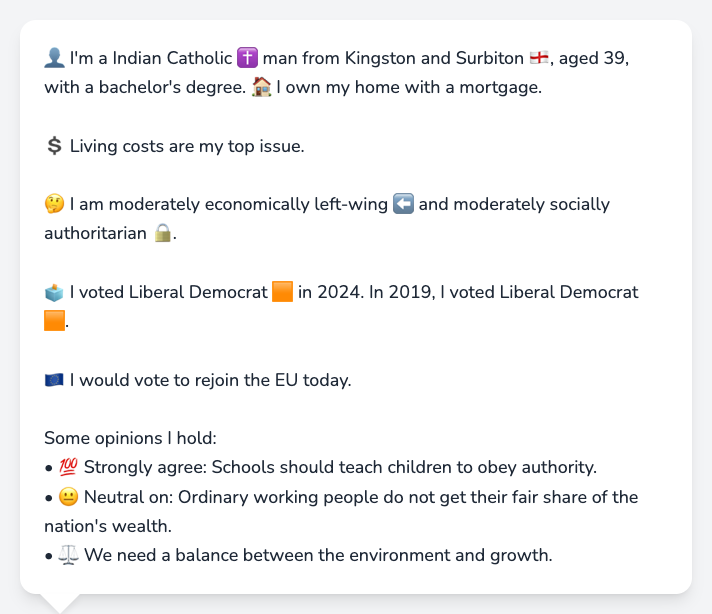 👤 I'm a Indian Catholic ✝️ man from Kingston and Surbiton 🏴󠁧󠁢󠁥󠁮󠁧󠁿, aged 39,
with a bachelor's degree. 🏠 I own my home with a mortgage.
💲 Living costs are my top issue.
🤔 I am moderately economically left-wing ⬅️ and moderately socially
authoritarian 🔒.
🗳️ I voted Liberal Democrat 🟧 in 2024. In 2019, I voted Liberal Democrat
🟧.
🇪🇺 I would vote to rejoin the EU today.
Some opinions I hold:
• 💯 Strongly agree: Schools should teach children to obey authority.
• 😐 Neutral on: Ordinary working people do not get their fair share of the
nation's wealth.
• ⚖️ We need a balance between the environment and growth.